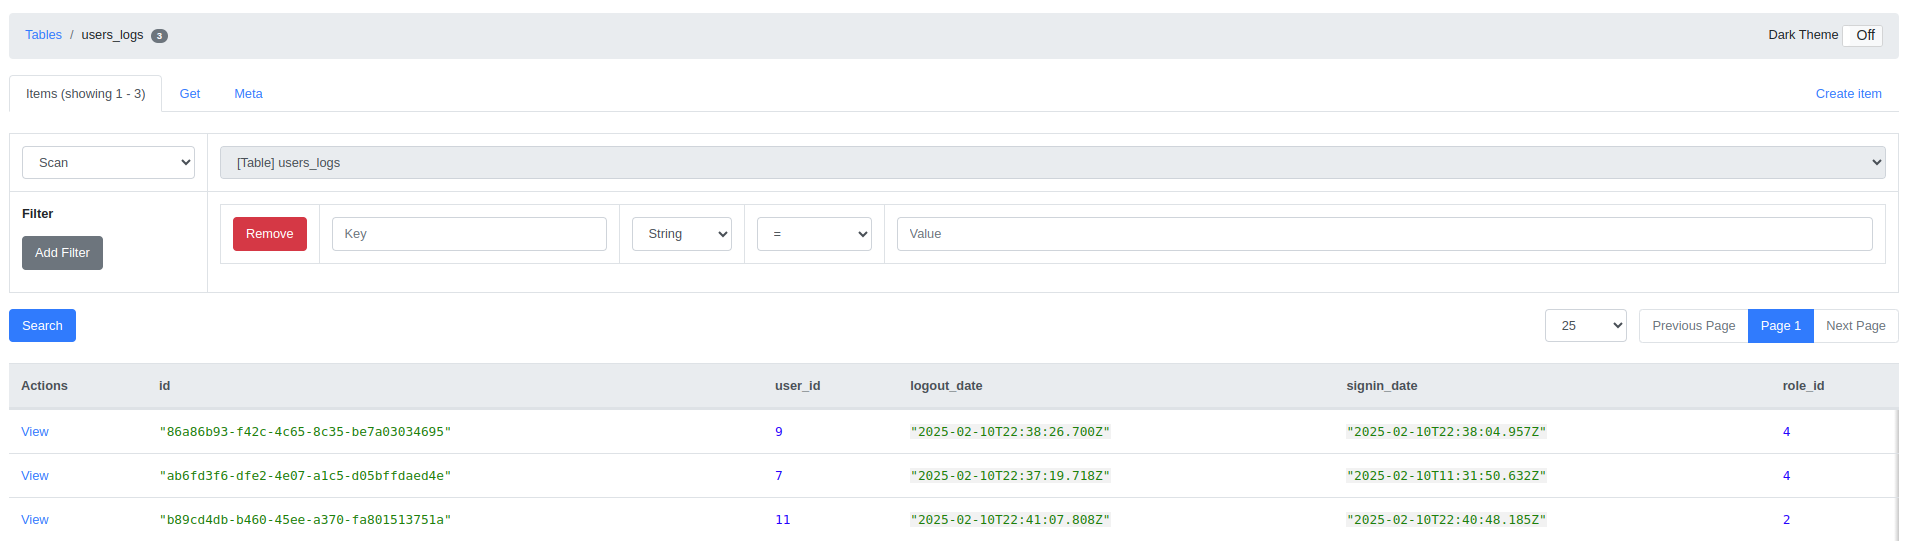 Tables / users_logs 3 Dark Theme Off
Items (showing 1 - 3) Get Meta Create item
Scan [Table] users_logs
Filter
Remove Key String = Value
Add Filter
Search 25 Previous Page Page 1 Next Page
Actions id user_id logout_date signin_date role_id
View "86a86b93-f42c-4c65-8c35-be7a03034695" 9 "2025-02-10T22:38:26.700Z" "2025-02-10T22:38:04.957Z" 4
View "ab6fd3f6-dfe2-4e07-a1c5-d05bffdaed4e" 7 "2025-02-10T22:37:19.718Z" "2025-02-10T11:31:50.632Z" 4
View "b89cd4db-b460-45ee-a370-fa801513751a" 11 "2025-02-10T22:41:07.808Z" "2025-02-10T22:40:48.185Z" 2